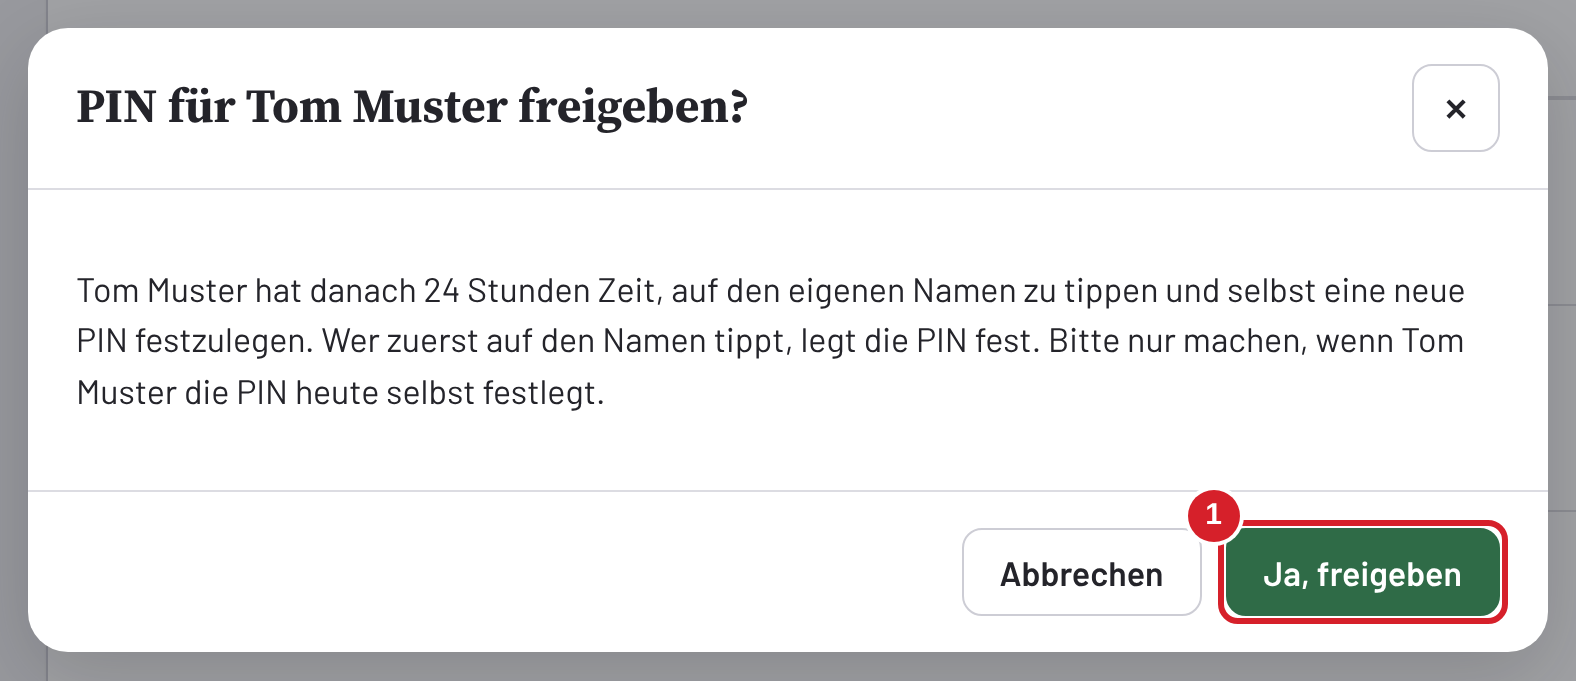 PIN für Tom Muster freigeben?
×
Tom Muster hat danach 24 Stunden Zeit, auf den eigenen Namen zu tippen und selbst eine neue
PIN festzulegen. Wer zuerst auf den Namen tippt, legt die PIN fest. Bitte nur machen, wenn Tom
Muster die PIN heute selbst festlegt.
1
Abbrechen
Ja, freigeben